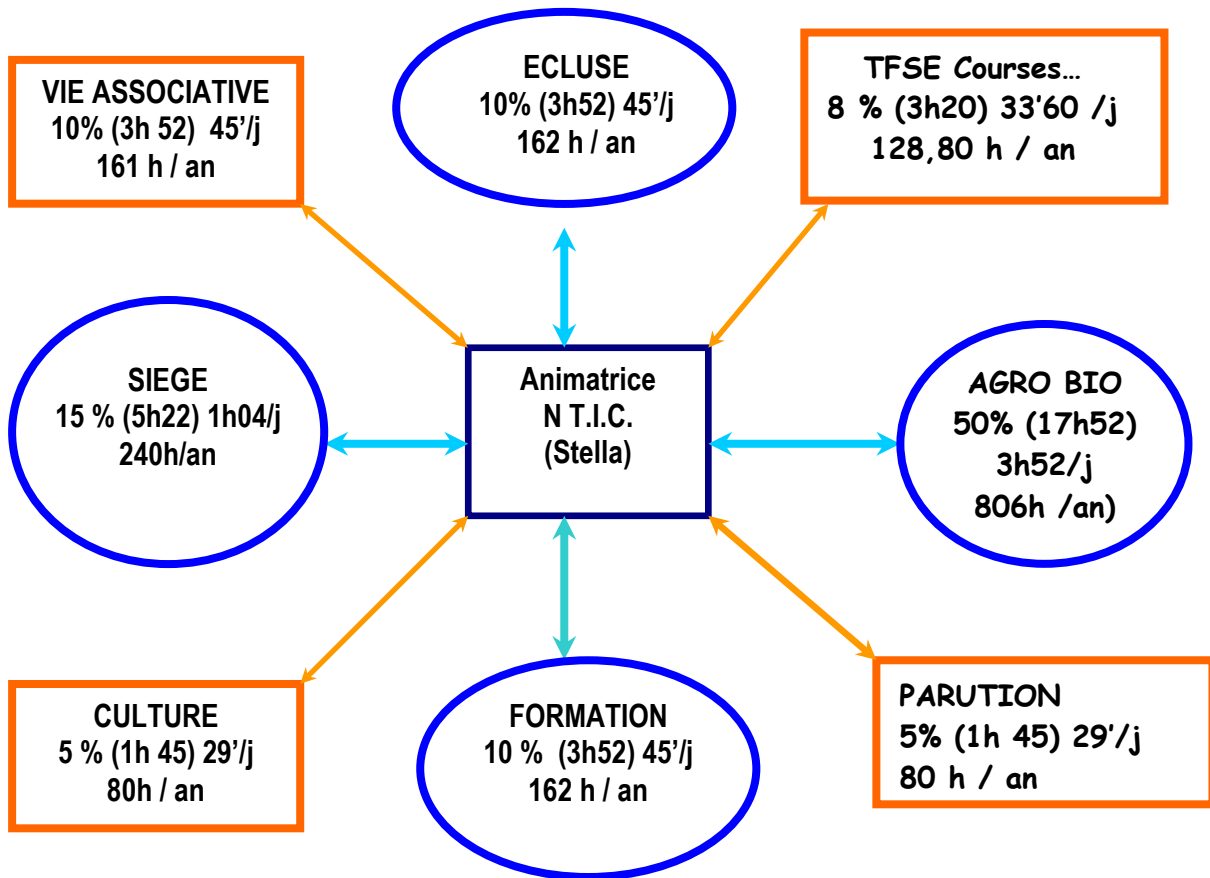 VIE ASSOCIATIVE
10% (3h 52) 45'/j
161 h / an
ECLUSE
10% (3h52) 45'/j
162 h / an
TFSE Courses...
8 % (3h20) 33'60 /j
128,80 h / an
SIEGE
15 % (5h22) 1h04/j
240h/an
Animatrice
N T.I.C.
(Stella)
AGRO BIO
50% (17h52)
3h52/j
806h /an)
CULTURE
5 % (1h 45) 29'/j
80h / an
FORMATION
10 % (3h52) 45'/j
162 h / an
PARUTION
5% (1h 45) 29'/j
80 h / an